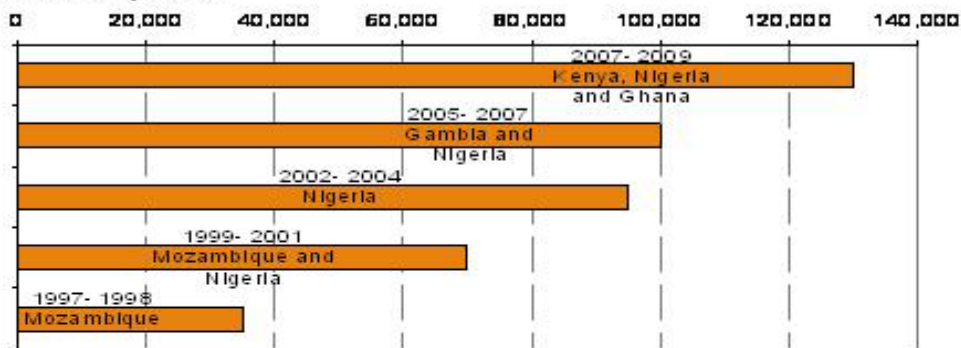 0 20,000 40,000 60,000 80,000 100,000 120,000 140,000
2007- 2009
Kenya, Nigeria
and Ghana
2005- 2007
Gambia and
Nigeria
2002- 2004
Nigeria
1999- 2001
Mozambique and
Nigeria
1997- 1998
Mozambique